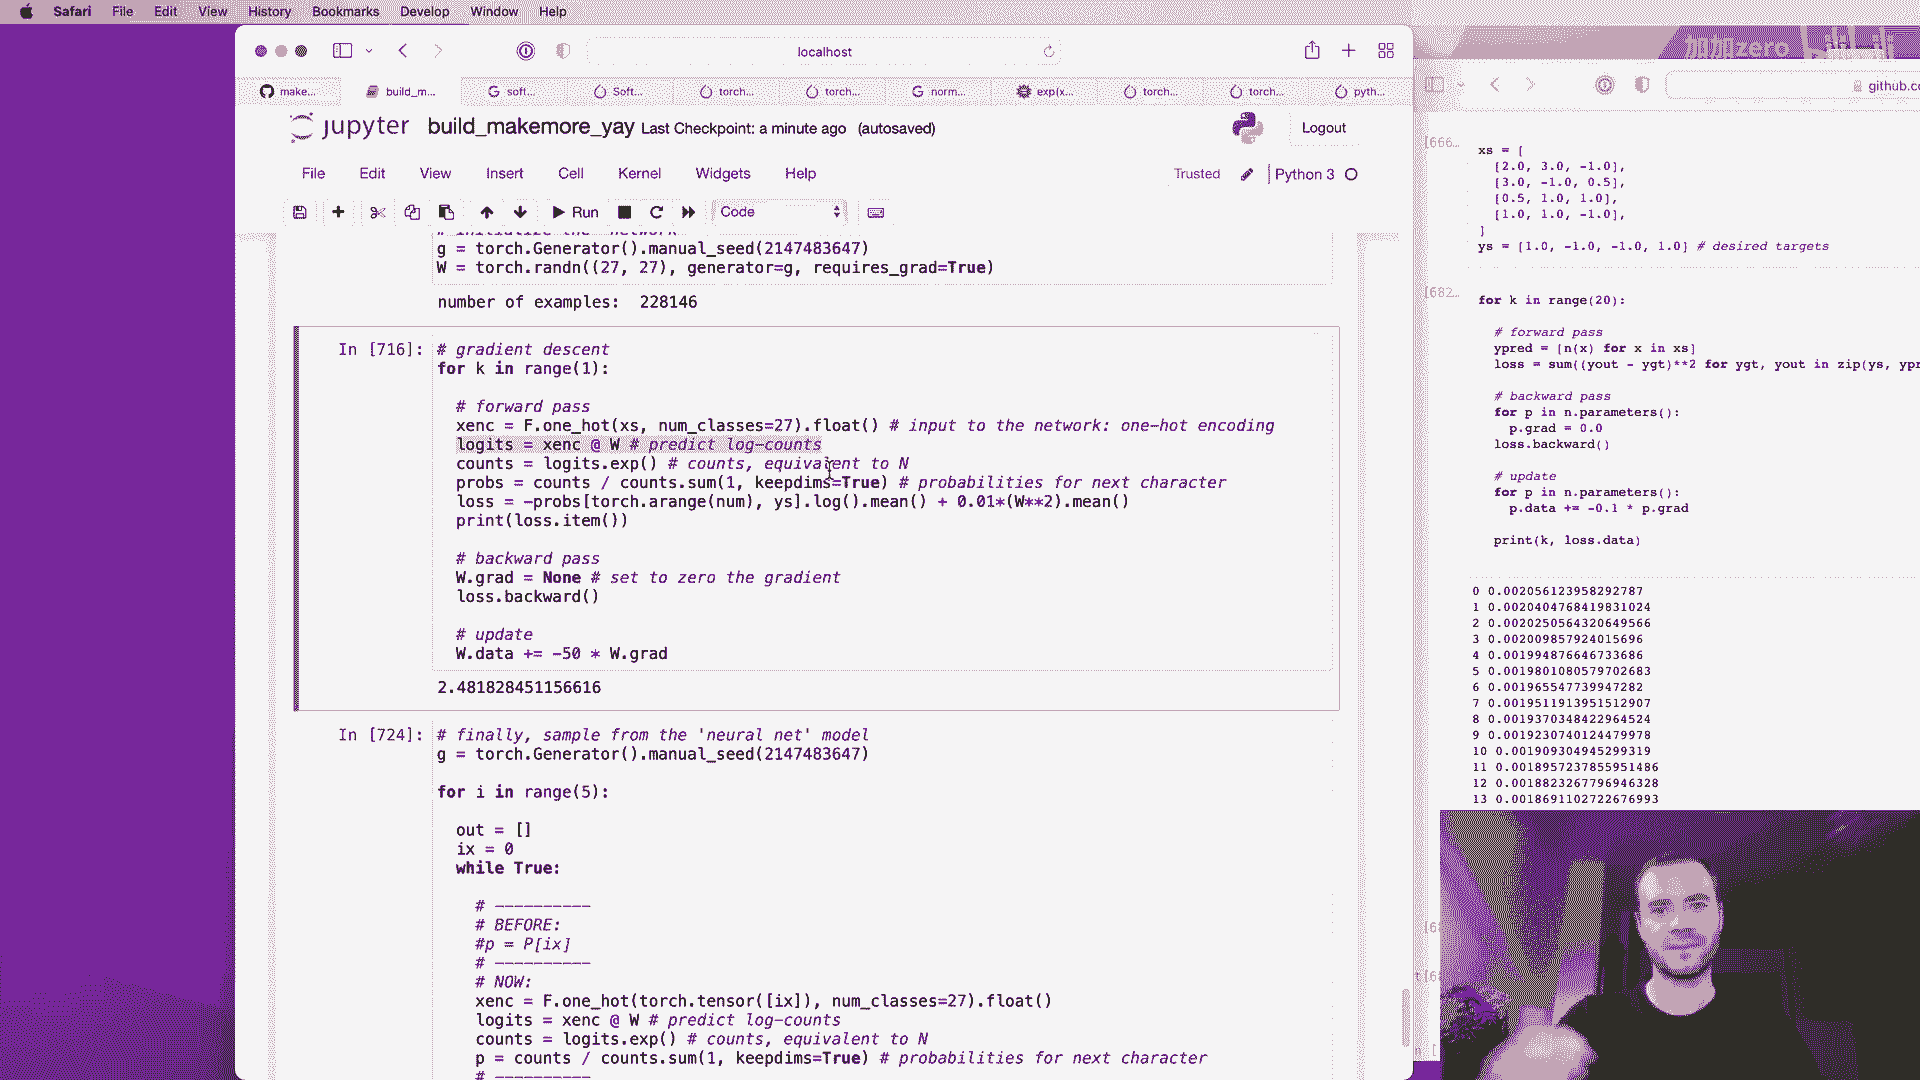 Safari File Edit View History Bookmarks Develop Window Help
localhost
make... build_m... soft... Soft... torch... torch... norm... exp(x... torch... torch... pyth...
jupyter build_makemore_yay Last Checkpoint: a minute ago (autosaved)
Logout
File Edit View Insert Cell Kernel Widgets Help
Trusted Python 3
Run Code
# initialize the 'network'
g = torch.Generator().manual_seed(2147483647)
W = torch.randn((27, 27), generator=g, requires_grad=True)
number of examples: 228146
In [716]: # gradient descent
for k in range(1):
# forward pass
xenc = F.one_hot(xs, num_classes=27).float() # input to the network: one-hot encoding
logits = xenc @ W # predict log-counts
counts = logits.exp() # counts, equivalent to N
probs = counts / counts.sum(1, keepdims=True) # probabilities for next character
loss = -probs[torch.arange(num), ys].log().mean() + 0.01*(W**2).mean()
print(loss.item())
# backward pass
W.grad = None # set to zero the gradient
loss.backward()
# update
W.data += -50 * W.grad
2.481828451156616
In [724]: # finally, sample from the 'neural net' model
g = torch.Generator().manual_seed(2147483647)
for i in range(5):
out = []
ix = 0
while True:
# ----------
# BEFORE:
#p = P[ix]
# ----------
# NOW:
xenc = F.one_hot(torch.tensor([ix]), num_classes=27).float()
logits = xenc @ W # predict log-counts
counts = logits.exp() # counts, equivalent to N
p = counts / counts.sum(1, keepdims=True) # probabilities for next character
# ----------
加加zero
github.co
[666...
xs = [
[2.0, 3.0, -1.0],
[3.0, -1.0, 0.5],
[0.5, 1.0, 1.0],
[1.0, 1.0, -1.0],
]
ys = [1.0, -1.0, -1.0, 1.0] # desired targets
[682...
for k in range(20):
# forward pass
ypred = [n(x) for x in xs]
loss = sum((yout - ygt)**2 for ygt, yout in zip(ys, ypr
# backward pass
for p in n.parameters():
p.grad = 0.0
loss.backward()
# update
for p in n.parameters():
p.data += -0.1 * p.grad
print(k, loss.data)
0 0.002056123958292787
1 0.0020404768419831024
2 0.0020250564320649566
3 0.002009857924015696
4 0.001994876646733686
5 0.0019801080579702683
6 0.001965547739947282
7 0.0019511913951512907
8 0.0019370348422964524
9 0.0019230740124479978
10 0.001909304945299319
11 0.0018957237855951486
12 0.0018823267796946328
13 0.0018691102722676993